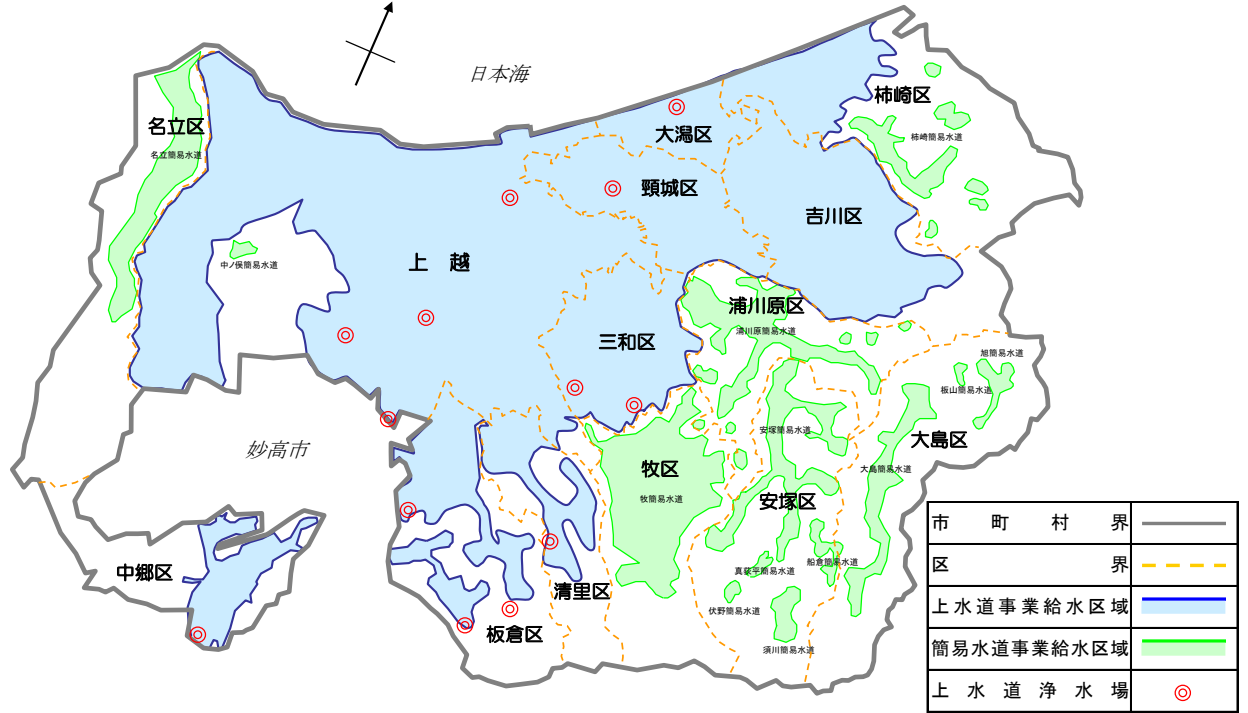 日本海
柿崎区
名立区
大潟区
柿崎簡易水道
名立簡易水道
頸城区
吉川区
上 越
中ノ俣簡易水道
浦川原区
浦川原簡易水道
三和区
旭簡易水道
板山簡易水道
安塚簡易水道
大島区
妙高市
牧区
大島簡易水道
牧簡易水道
安塚区
船倉簡易水道
中郷区
真荻平簡易水道
清里区
伏野簡易水道
板倉区
須川簡易水道
市町村界
区界
上水道事業給水区域
簡易水道事業給水区域
上水道浄水場